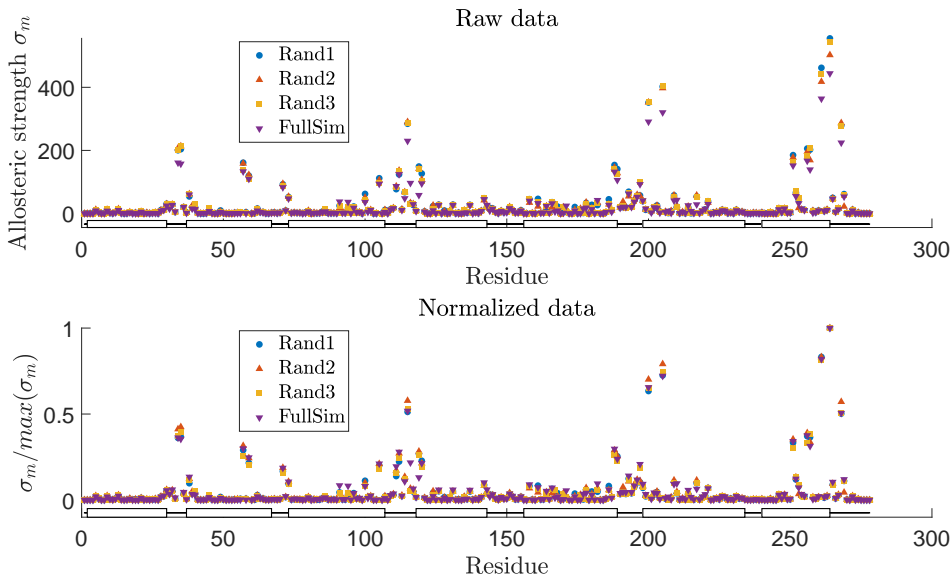 Raw data
Allosteric strength σ_m
400
200
0
Rand1
Rand2
Rand3
FullSim
0 50 100 150 200 250 300
Residue
Normalized data
σ_m/max(σ_m)
1
0.5
0
Rand1
Rand2
Rand3
FullSim
0 50 100 150 200 250 300
Residue